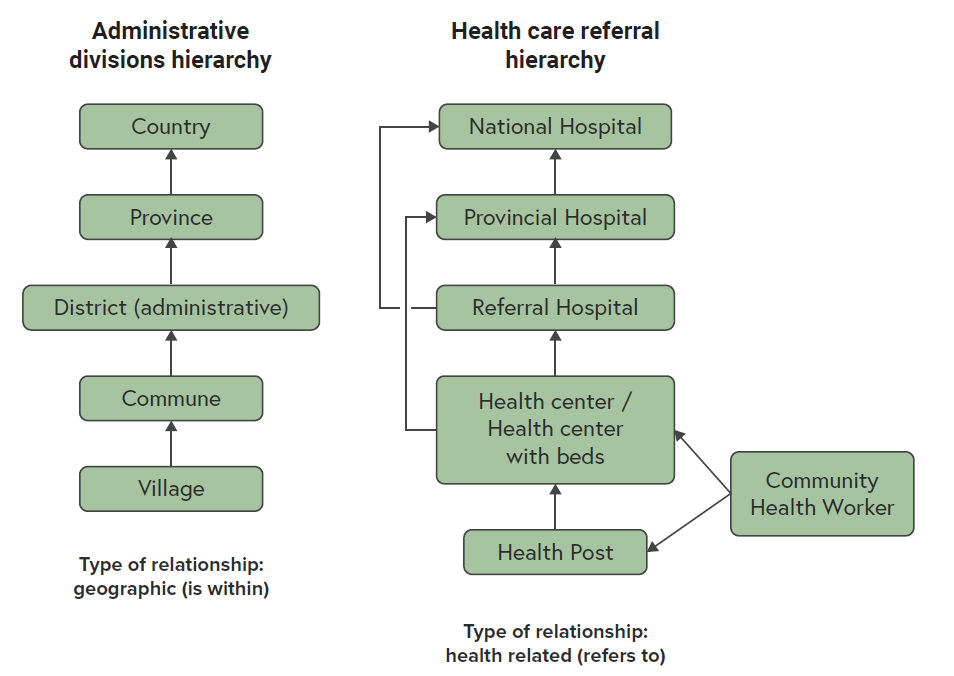 Administrative
divisions hierarchy
Country
Province
District (administrative)
Commune
Village
Type of relationship:
geographic (is within)
Health care referral
hierarchy
National Hospital
Provincial Hospital
Referral Hospital
Health center /
Health center
with beds
Community
Health Worker
Health Post
Type of relationship:
health related (refers to)